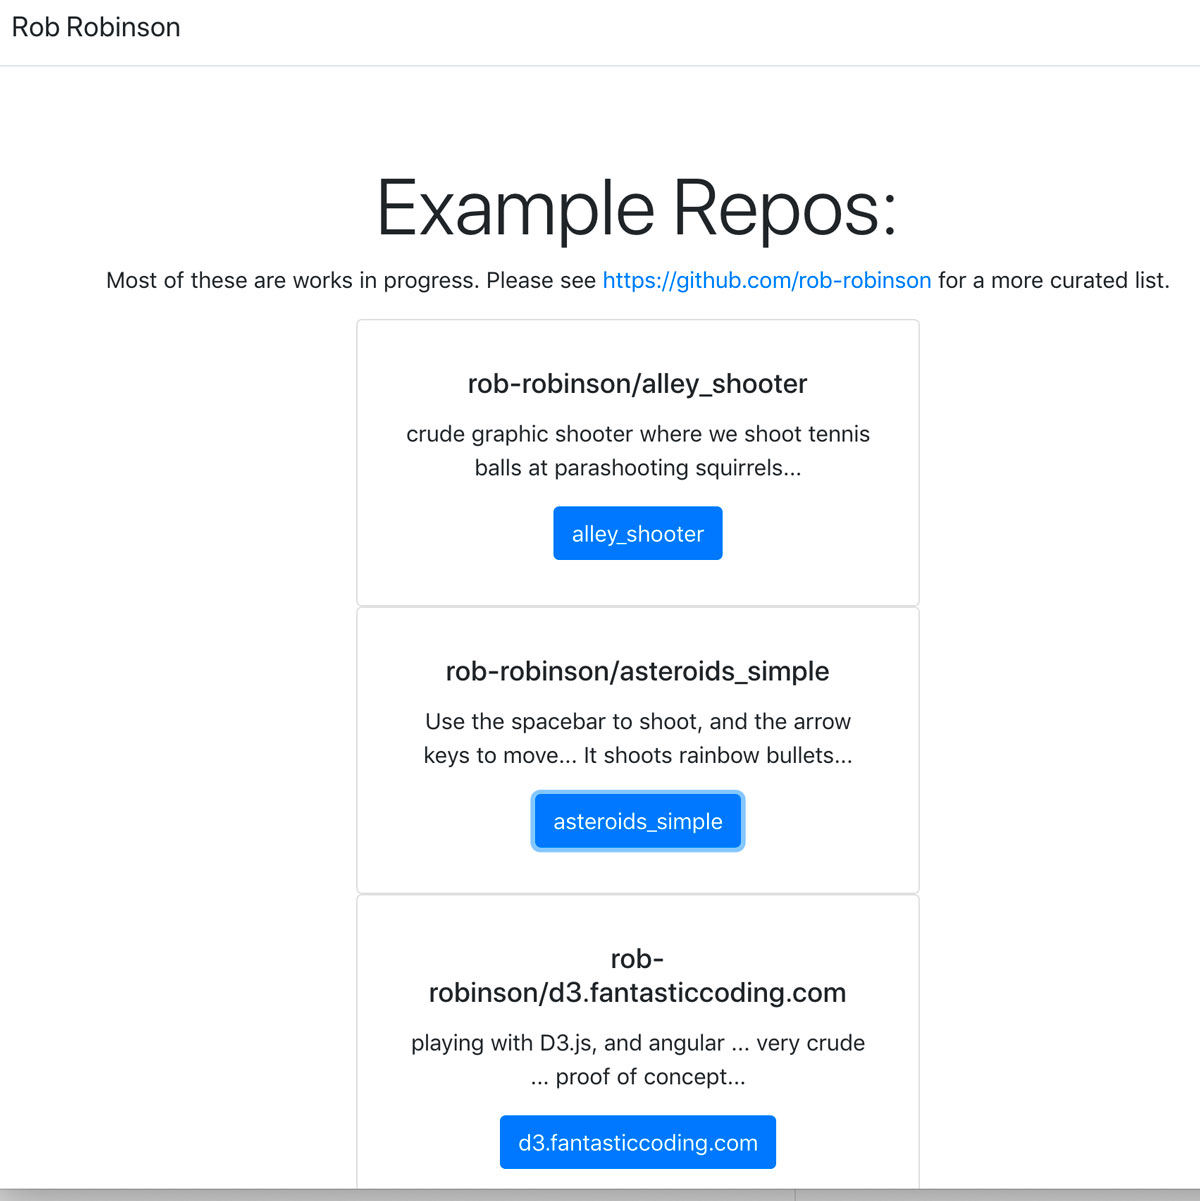 Rob Robinson
Example Repos:
Most of these are works in progress. Please see https://github.com/rob-robinson for a more curated list.
rob-robinson/alley_shooter
crude graphic shooter where we shoot tennis
balls at parashooting squirrels...
alley_shooter
rob-robinson/asteroids_simple
Use the spacebar to shoot, and the arrow
keys to move... It shoots rainbow bullets...
asteroids_simple
rob-
robinson/d3.fantasticcoding.com
playing with D3.js, and angular ... very crude
... proof of concept...
d3.fantasticcoding.com